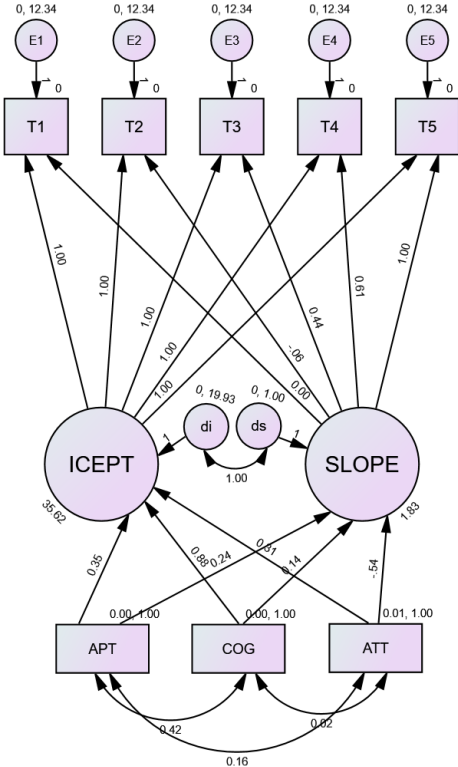 0, 12.34 0, 12.34 0, 12.34 0, 12.34 0, 12.34
E1 E2 E3 E4 E5
1 0 1 0 1 0 1 0 1 0
T1 T2 T3 T4 T5
1.00 1.00 1.00 1.00 1.00 0.00 -.06 0.44 0.61 1.00
0, 19.93 0, 1.00
di ds
1 1
ICEPT SLOPE
1.00
35.62 1.83
0.35 0.88 0.24 0.31 0.14 -.54
0.00, 1.00 0.00, 1.00 0.01, 1.00
APT COG ATT
0.42 0.02
0.16